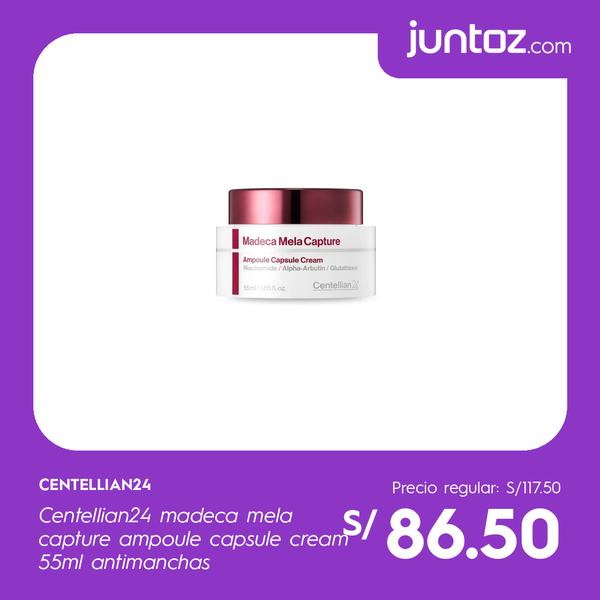 juntoz.com
Madeca Mela Capture
Ampoule Capsule Cream
Niacinamide / Alpha-Arbutin / Glutathione
55ml / 1.85 fl. oz.
Centellian24
CENTELLIAN24
Centellian24 madeca mela
capture ampoule capsule cream
55ml antimanchas
Precio regular: S/117.50
S/ 86.50